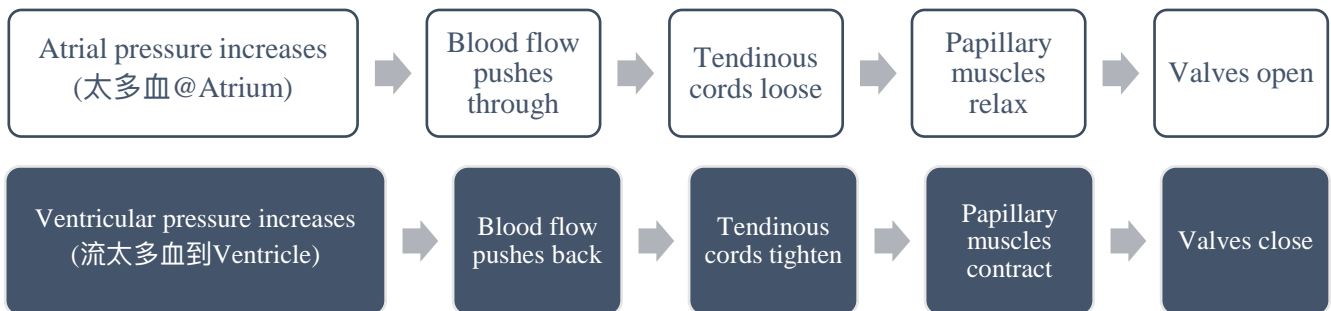 Atrial pressure increases
(太多血@Atrium)
Blood flow
pushes
through
Tendinous
cords loose
Papillary
muscles
relax
Valves open
Ventricular pressure increases
(流太多血到Ventricle)
Blood flow
pushes back
Tendinous
cords tighten
Papillary
muscles
contract
Valves close